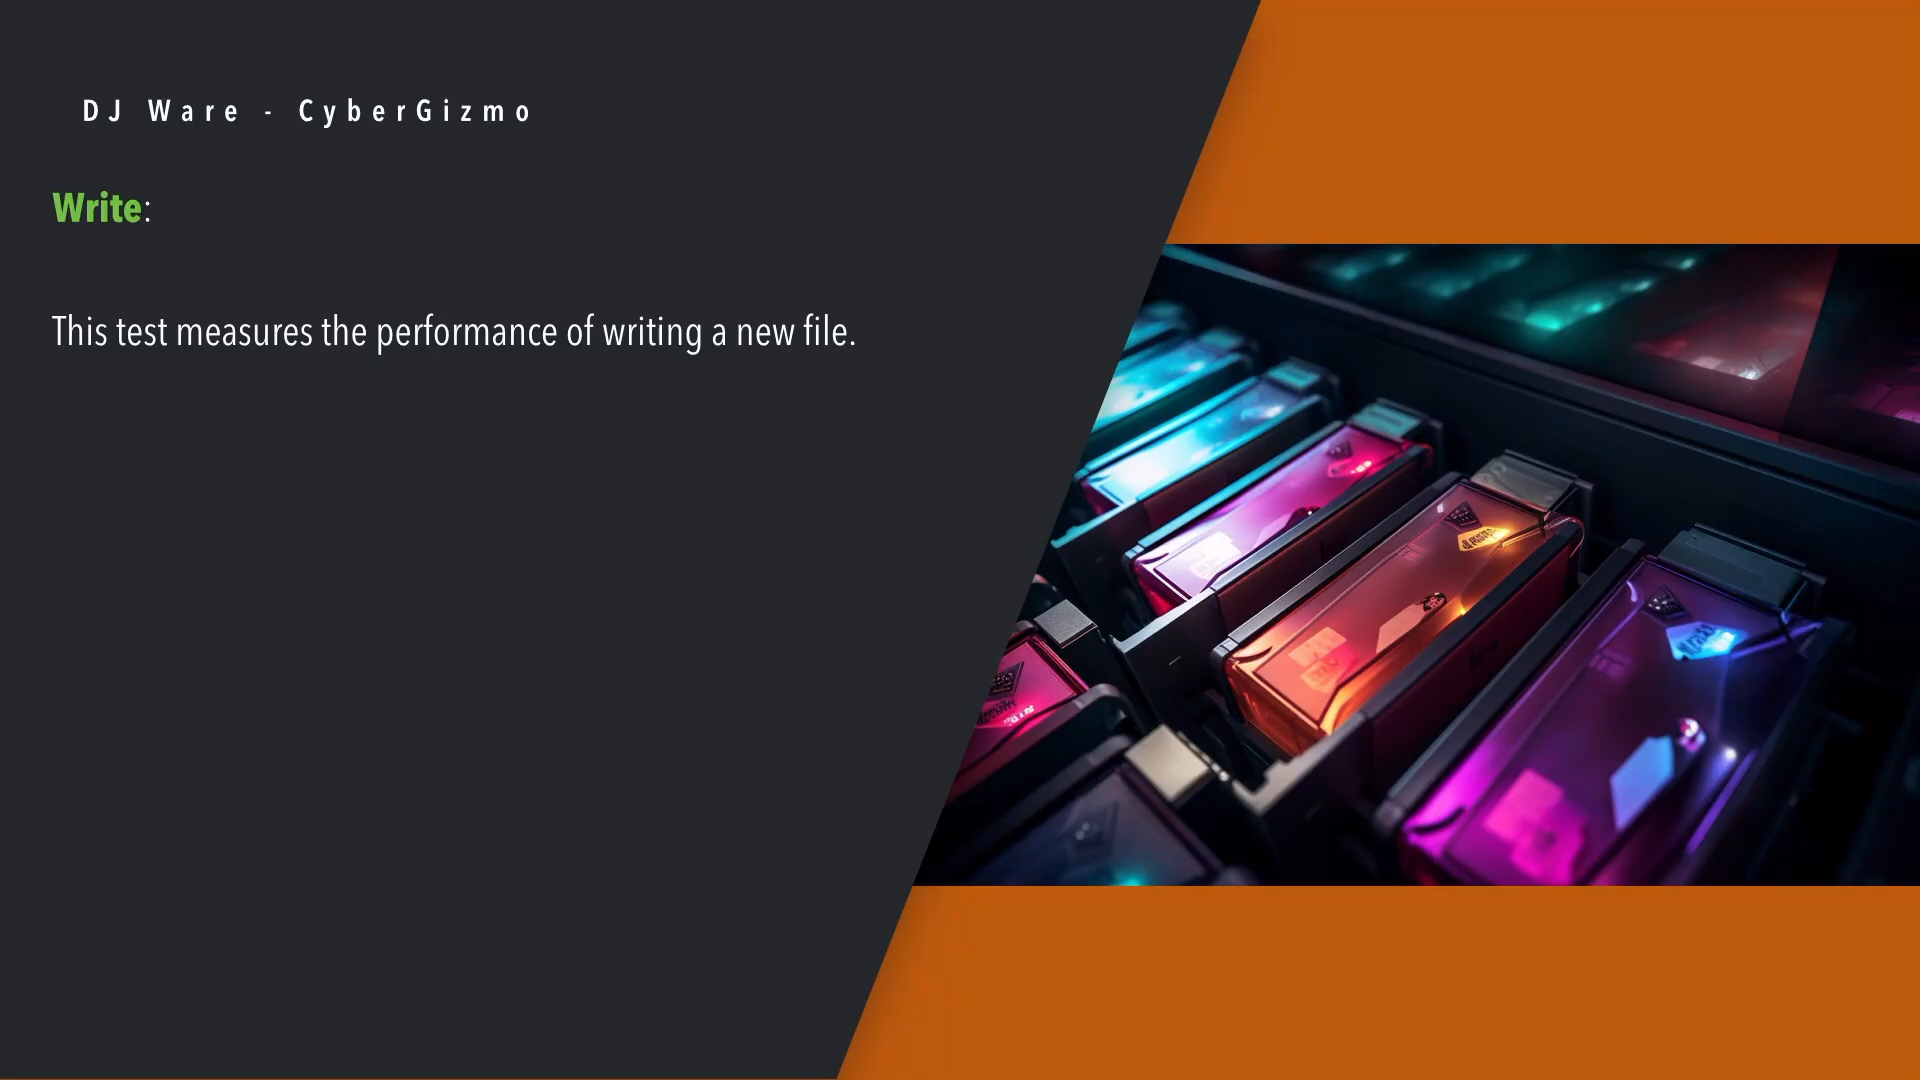 DJ Ware - CyberGizmo
Write:
This test measures the performance of writing a new file.